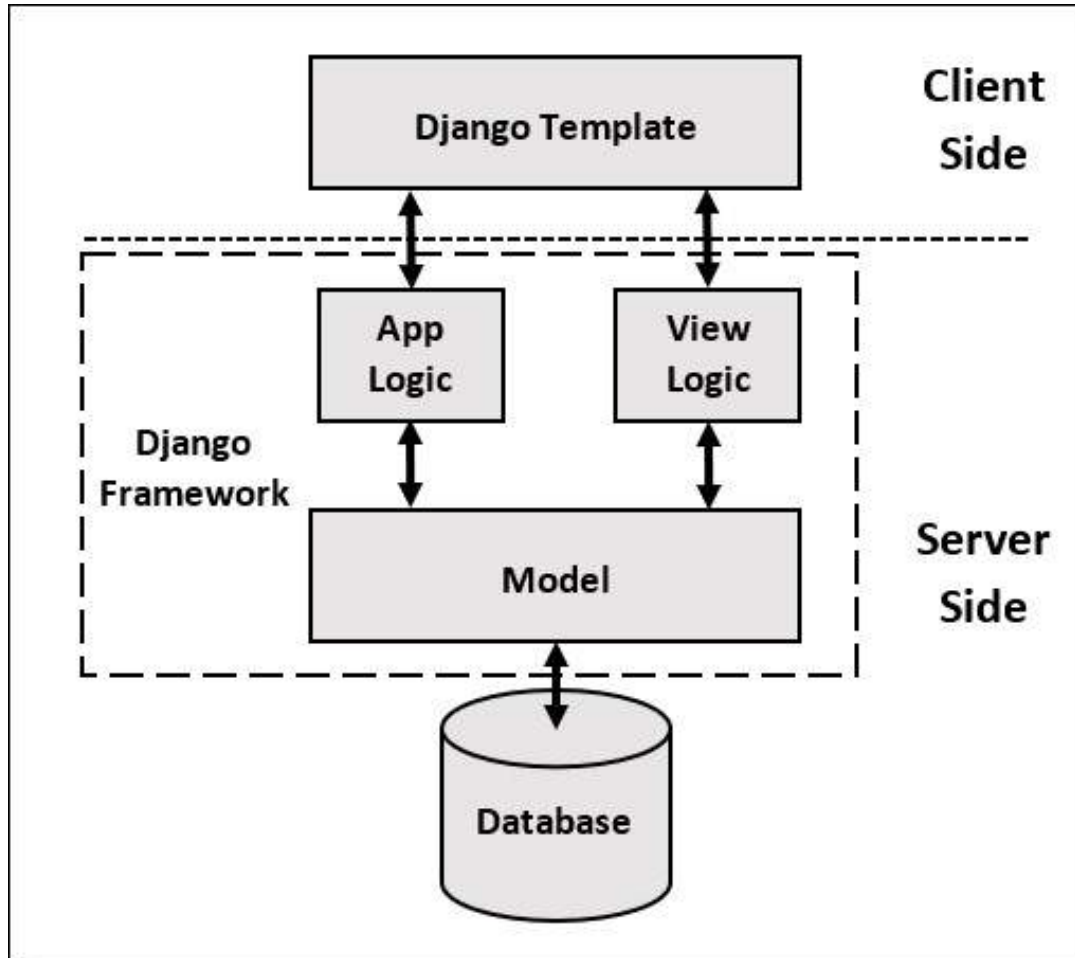 Django Template
Client
Side
App
Logic
View
Logic
Django
Framework
Model
Server
Side
Database